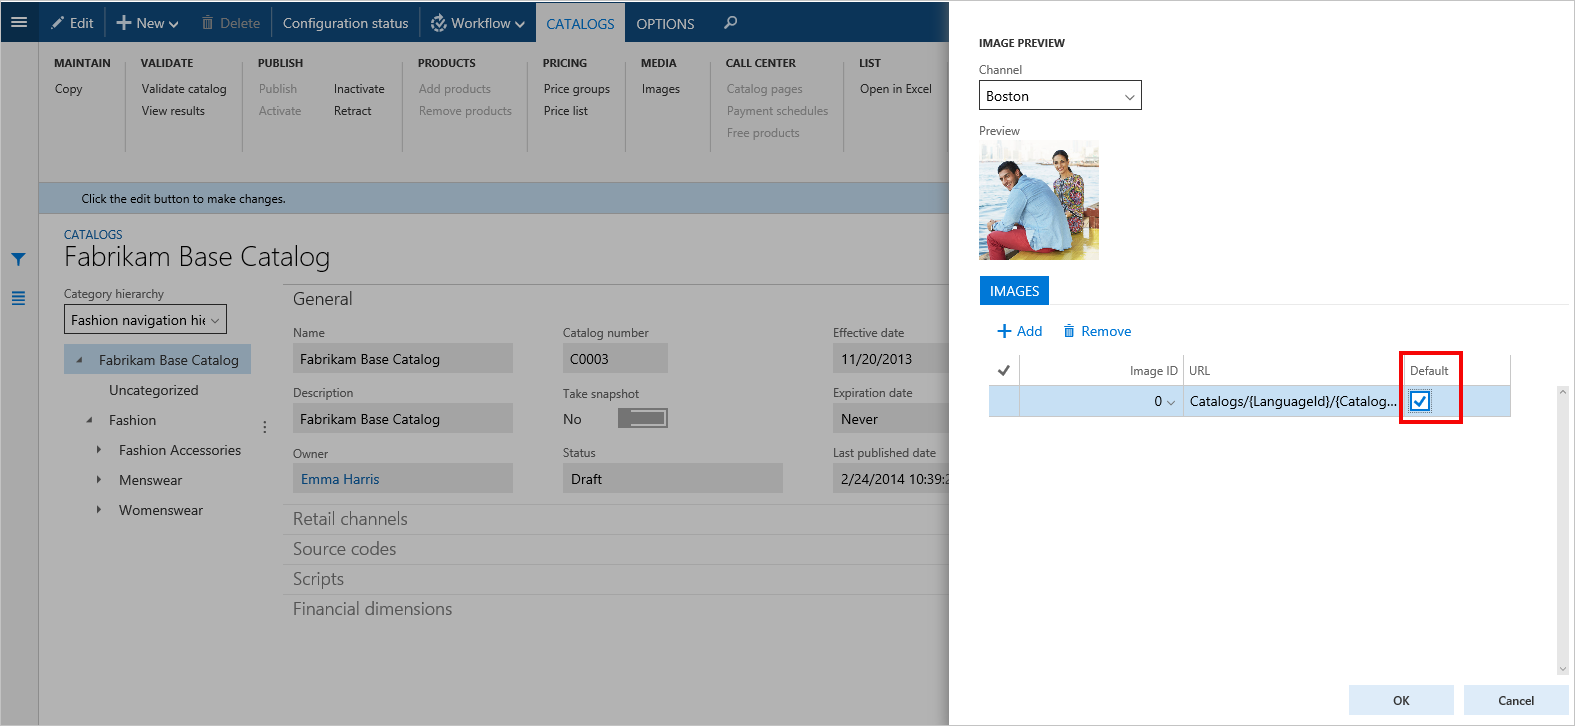 Edit New Delete Configuration status Workflow CATALOGS OPTIONS
MAINTAIN VALIDATE PUBLISH PRODUCTS PRICING MEDIA CALL CENTER LIST
Copy Validate catalog Publish Inactivate Add products Price groups Images Catalog pages Open in Excel
View results Activate Retract Remove products Price list Payment schedules
Free products
Click the edit button to make changes.
CATALOGS
Fabrikam Base Catalog
Category hierarchy
Fashion navigation hie
Fabrikam Base Catalog
Uncategorized
Fashion
Fashion Accessories
Menswear
Womenswear
General
Name Catalog number Effective date
Fabrikam Base Catalog C0003 11/20/2013
Description Take snapshot Expiration date
Fabrikam Base Catalog No Never
Owner Status Last published date
Emma Harris Draft 2/24/2014 10:39:2
Retail channels
Source codes
Scripts
Financial dimensions
IMAGE PREVIEW
Channel
Boston
Preview
IMAGES
Add Remove
Image ID URL Default
0 Catalogs/{LanguageId}/{Catalog...
OK Cancel